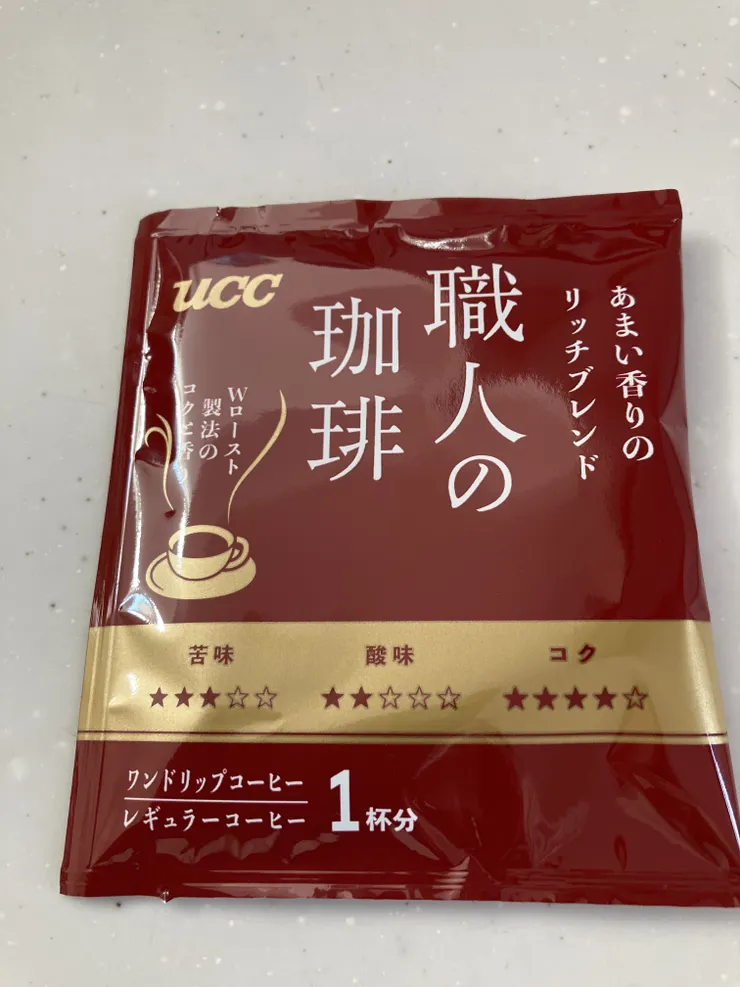 UCC
あまい香りの
リッチブレンド
職人の
珈琲
Wロースト
製法の
コクと香り
苦味
酸味
コク
★★★☆☆
★★☆☆☆
★★★★☆
ワンドリップコーヒー
レギュラーコーヒー
1杯分